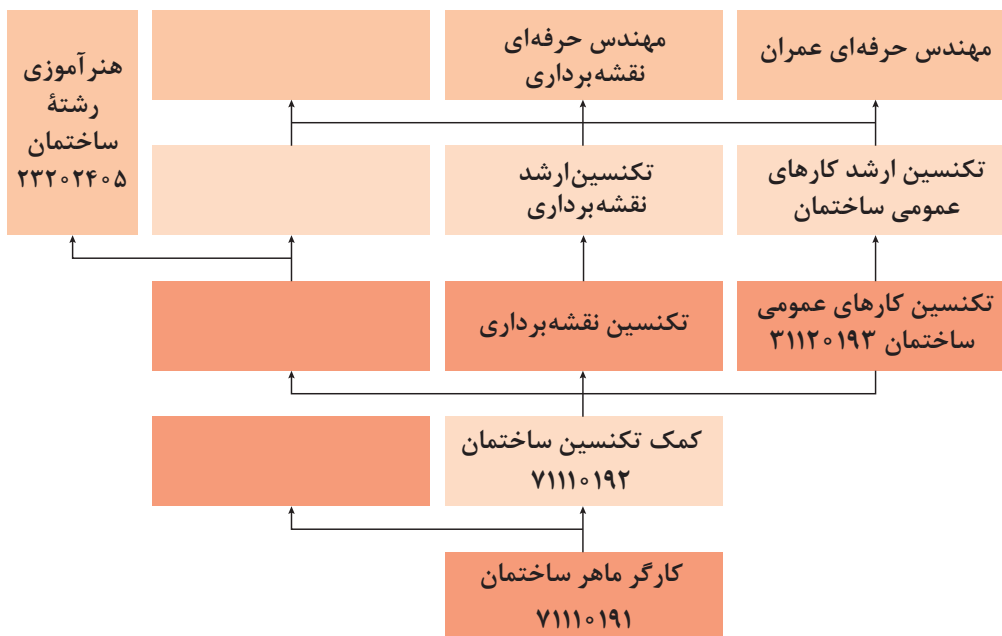 مهندس حرفه‌ای عمران
مهندس حرفه‌ای
نقشه‌برداری
هنرآموزی
رشتهٔ
ساختمان
۲۳۲۰۲۴۰۵
تکنسین ارشد کارهای
عمومی ساختمان
تکنسین‌ارشد
نقشه‌برداری
تکنسین کارهای عمومی
ساختمان ۳۱۱۲۰۱۹۳
تکنسین نقشه‌برداری
کمک تکنسین ساختمان
۷۱۱۱۰۱۹۲
کارگر ماهر ساختمان
۷۱۱۱۰۱۹۱